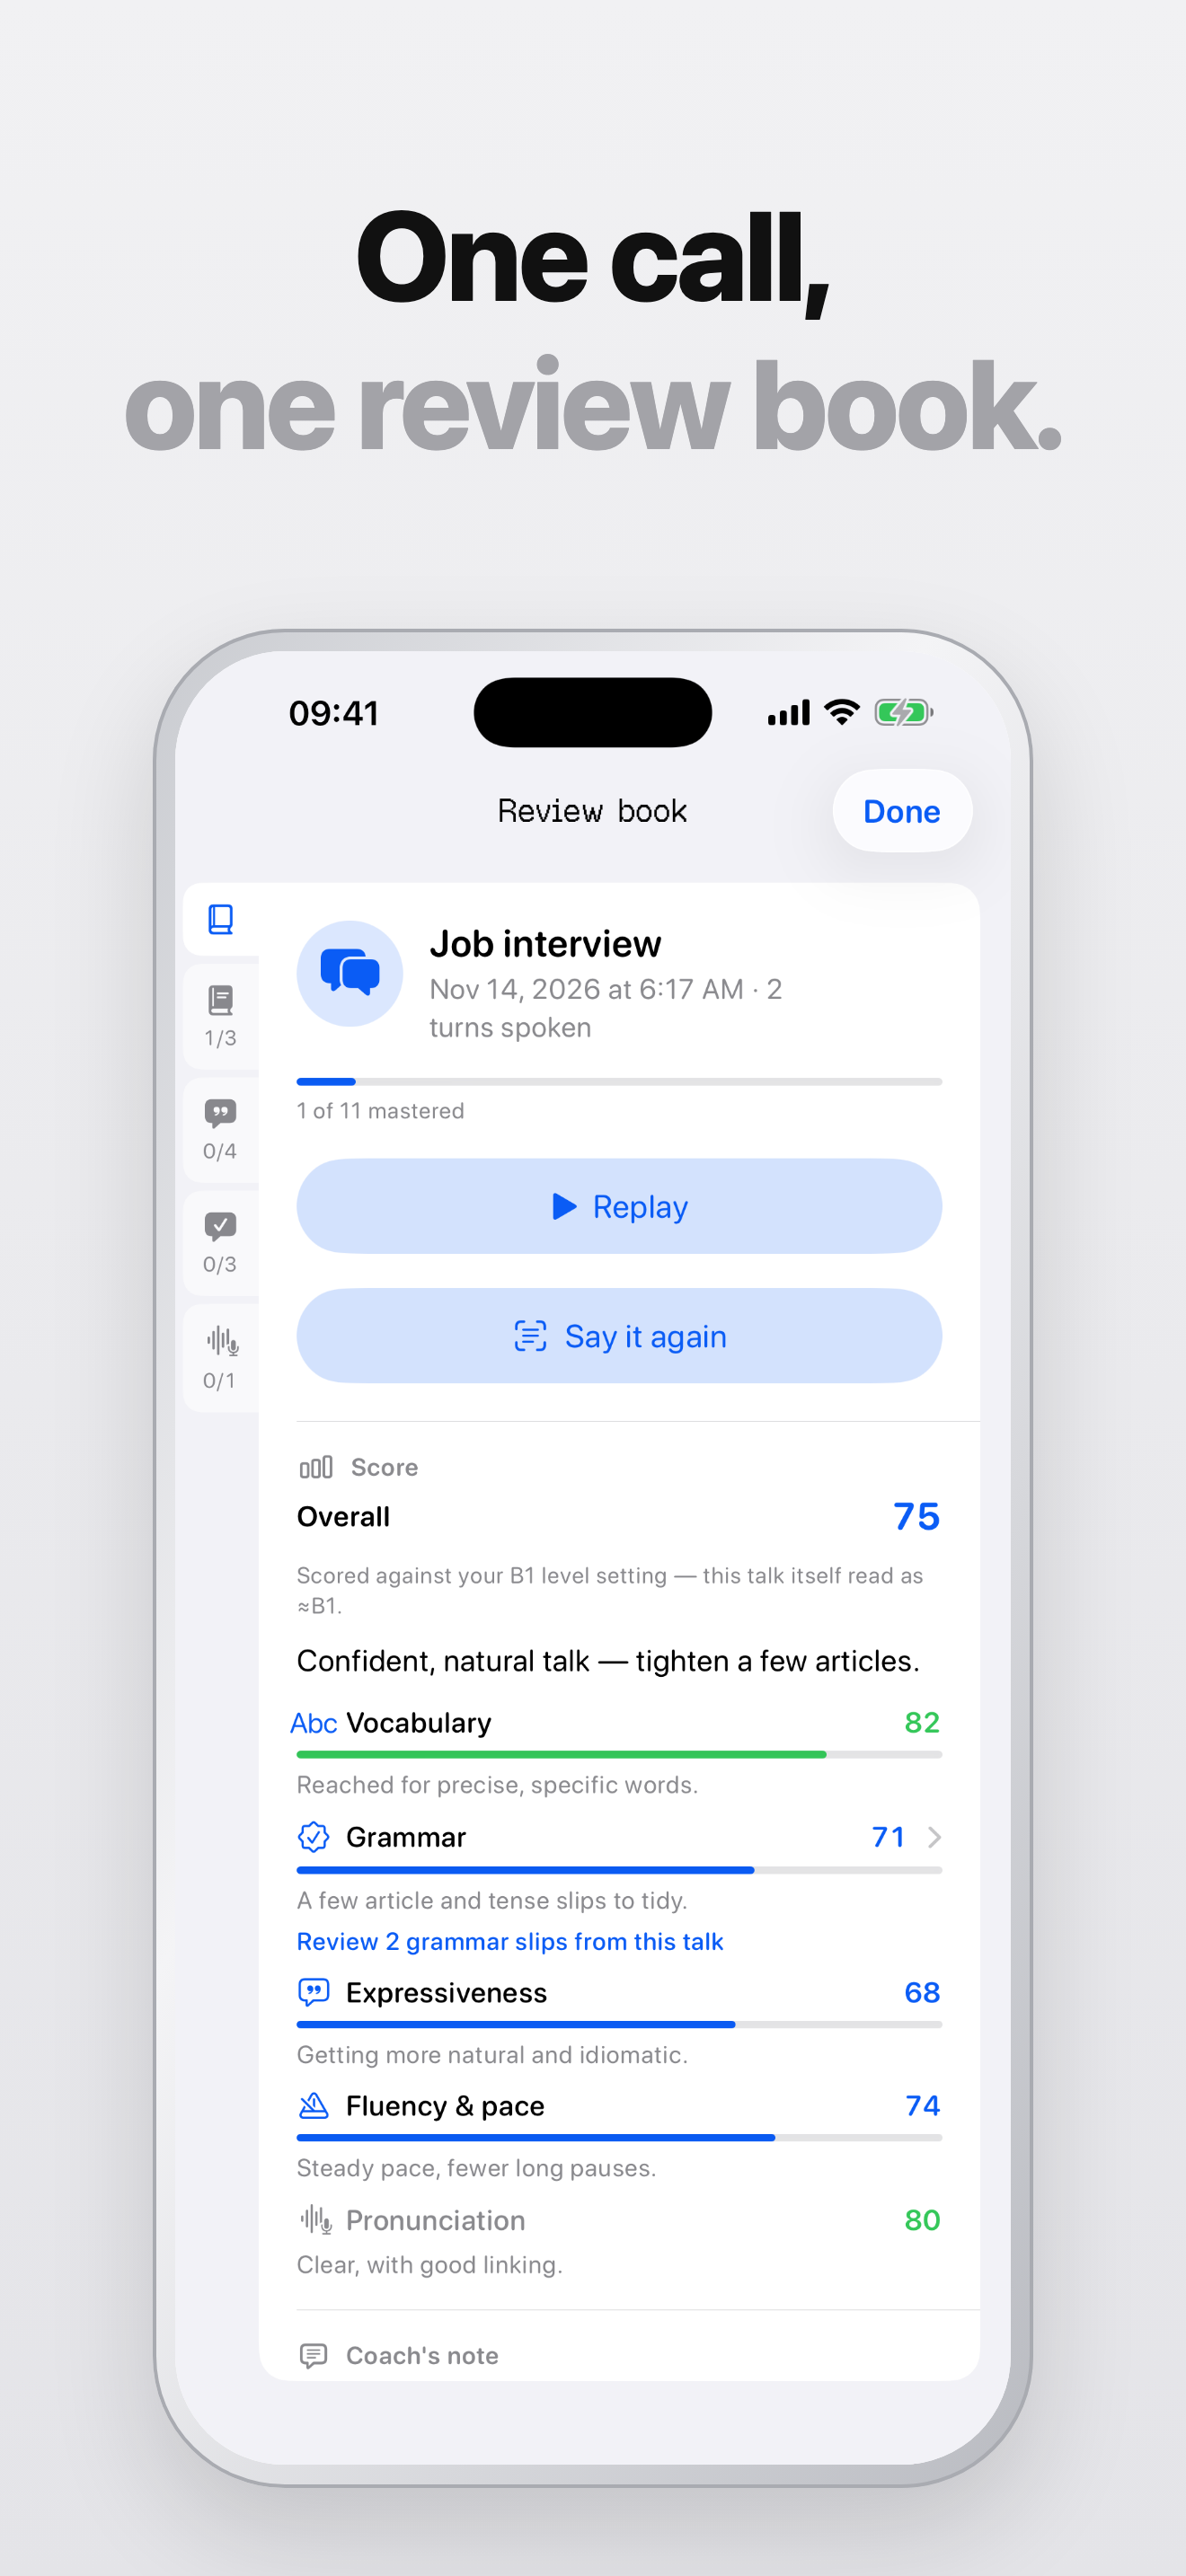 One call,
one review book.
09:41
Review book
Done
Job interview
Nov 14, 2026 at 6:17 AM · 2
turns spoken
1/3
0/4
0/3
0/1
1 of 11 mastered
Replay
Say it again
Score
Overall
75
Scored against your B1 level setting — this talk itself read as
≈B1.
Confident, natural talk — tighten a few articles.
Abc Vocabulary
82
Reached for precise, specific words.
Grammar
71
A few article and tense slips to tidy.
Review 2 grammar slips from this talk
Expressiveness
68
Getting more natural and idiomatic.
Fluency & pace
74
Steady pace, fewer long pauses.
Pronunciation
80
Clear, with good linking.
Coach's note